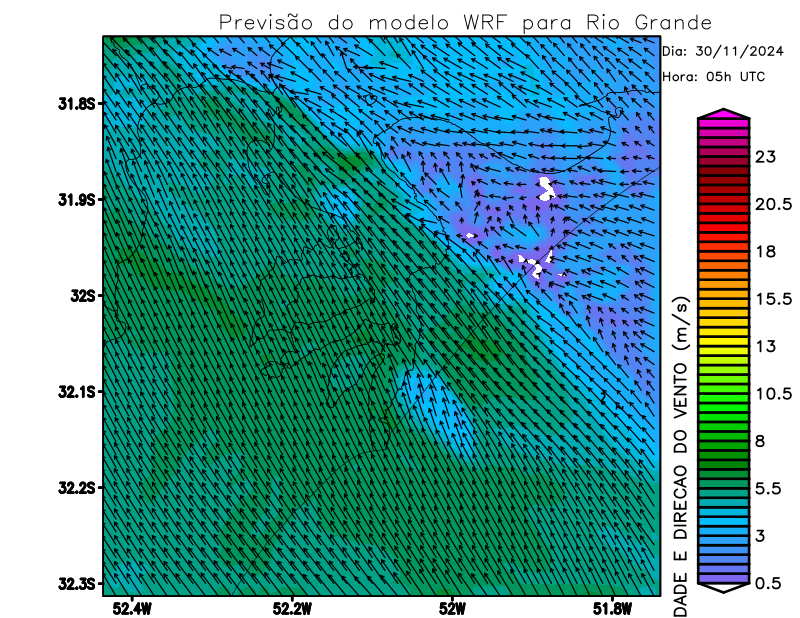 Previsão do modelo WRF para Rio Grande
Dia: 30/11/2024
Hora: 05h UTC
31.8S
31.9S
32S
32.1S
32.2S
32.3S
52.4W
52.2W
52W
51.8W
23
20.5
18
15.5
13
10.5
8
5.5
3
0.5
DADE E DIRECAO DO VENTO (m/s)